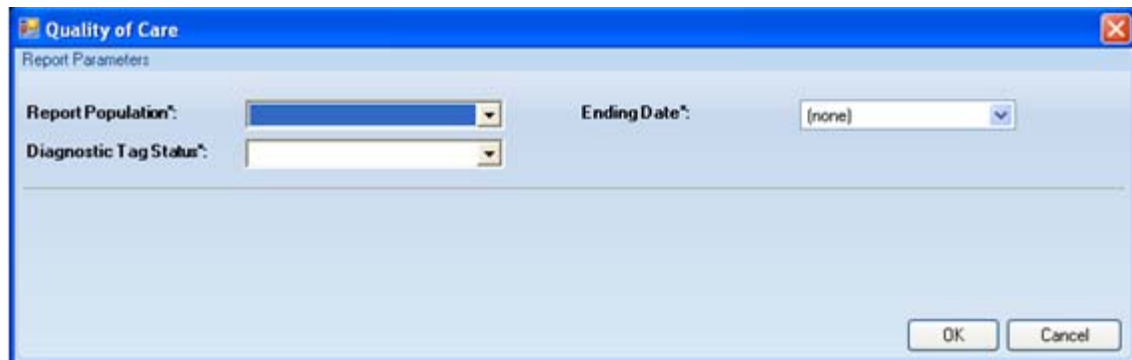 Quality of Care
Report Parameters
Report Population*: Ending Date*: (none)
Diagnostic Tag Status*:
OK Cancel